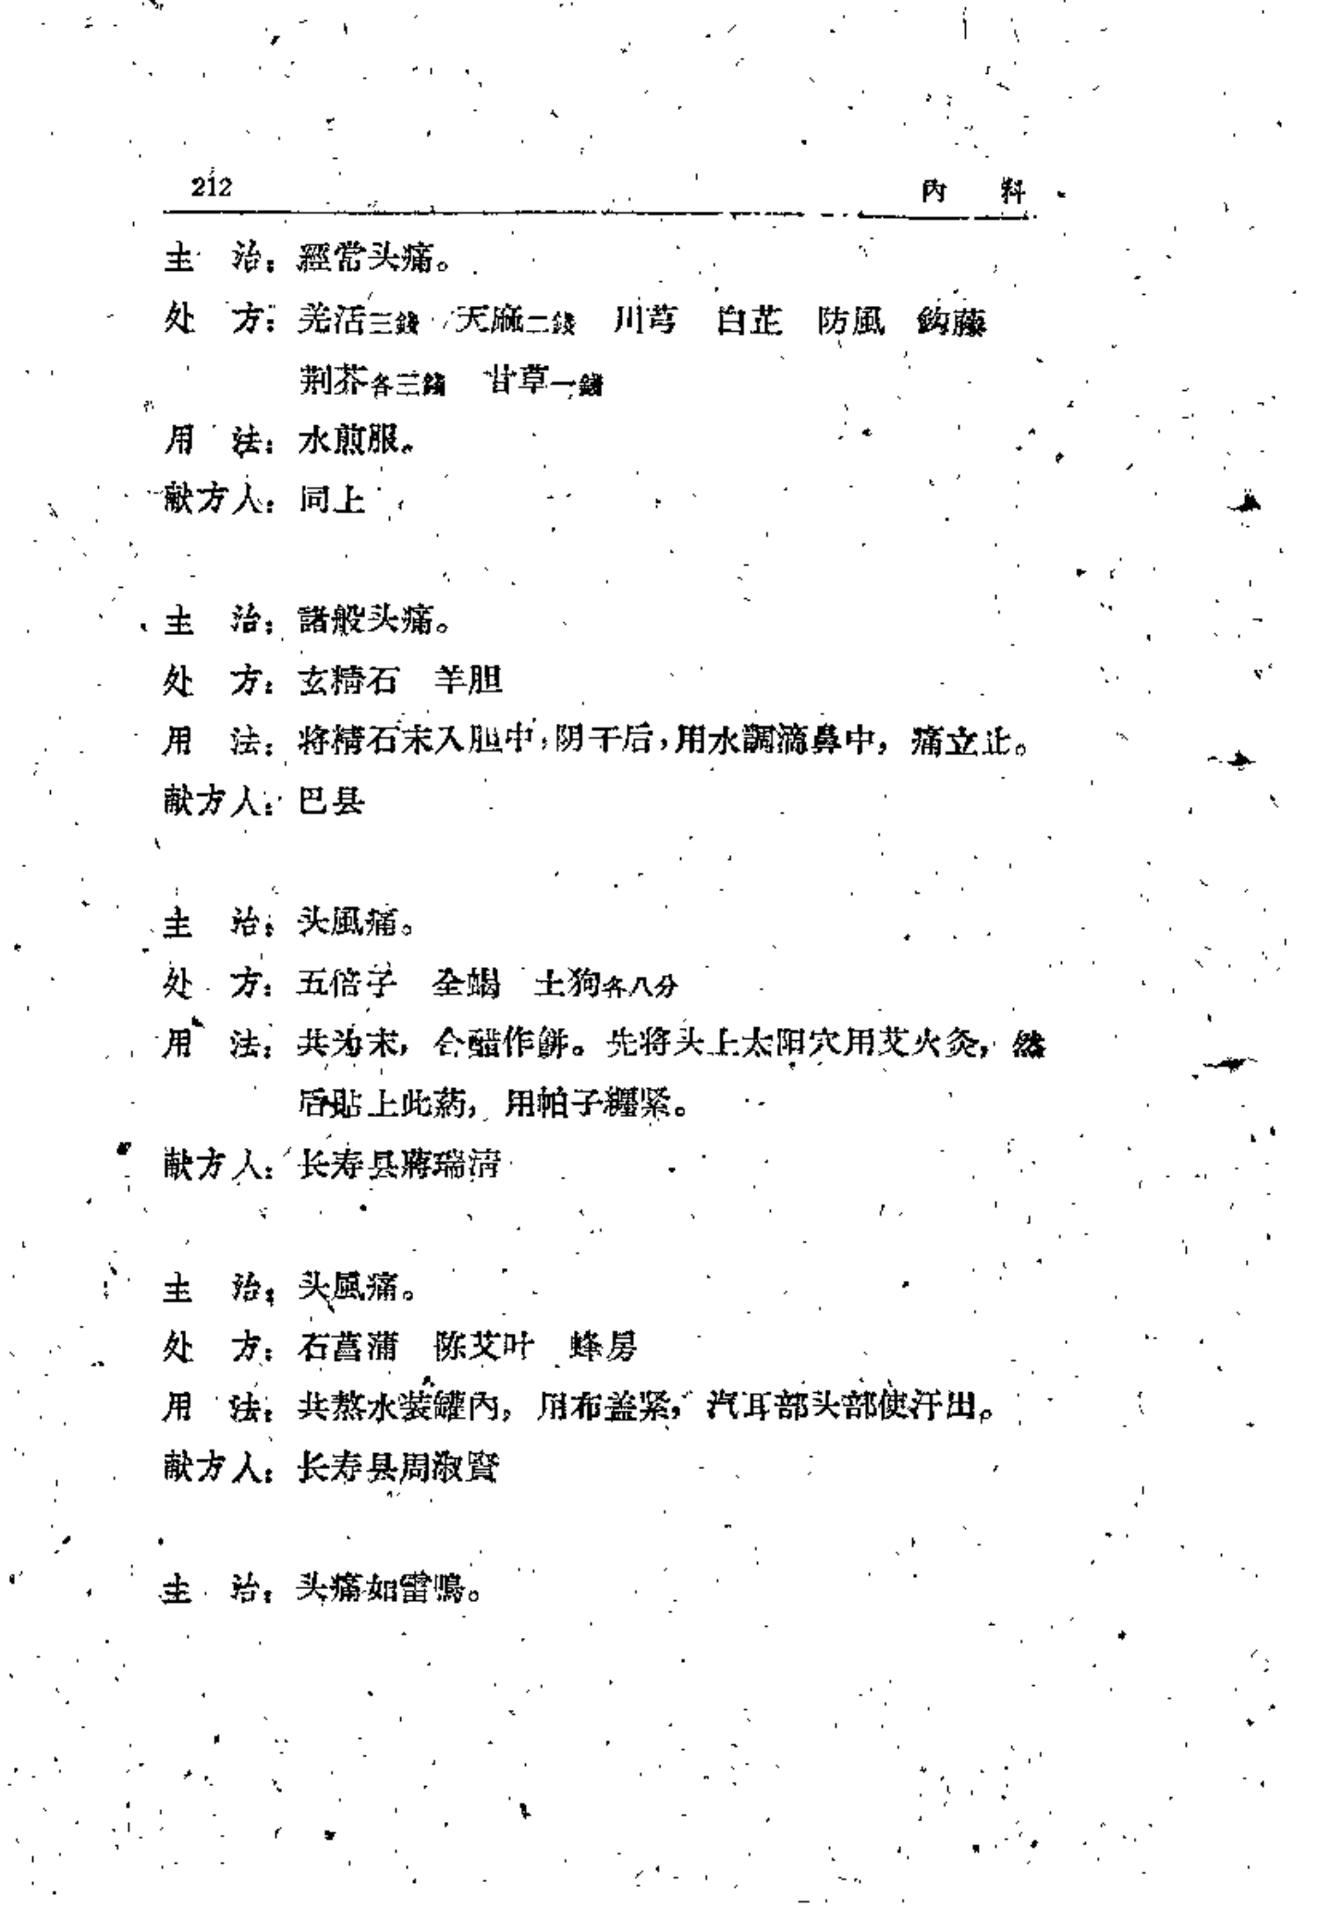 212
内　科
主　治：經常头痛。
处　方：羌活三錢　天麻二錢　川芎　白芷　防風　鈎藤
荆芥各三錢　甘草一錢
用　法：水煎服。
献方人：同上
主　治：諸般头痛。
处　方：玄精石　羊胆
用　法：将精石末入胆中，阴干后，用水調滴鼻中，痛立止。
献方人：巴县
主　治：头風痛。
处　方：五倍子　全蝎　土狗各八分
用　法：共为末，合醋作餅。先将头上太阳穴用艾火灸，然
后貼上此葯，用帕子纒紧。
献方人：长寿县蔣瑞清
主　治：头風痛。
处　方：石菖蒲　陈艾叶　蜂房
用　法：共熬水装罐内，用布盖紧，汽耳部头部使汗出。
献方人：长寿县周淑賢
主　治：头痛如雷鳴。